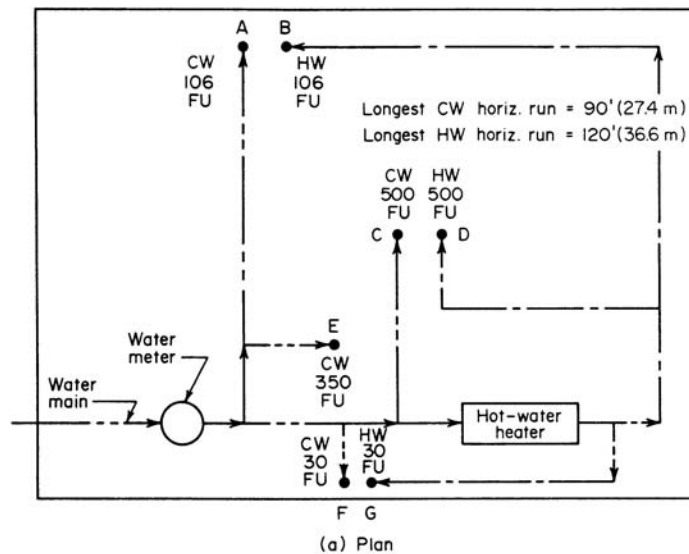 A
B
CW
106
FU
HW
106
FU
Longest CW horiz. run = 90' (27.4 m)
Longest HW horiz. run = 120' (36.6 m)
CW
500
FU
HW
500
FU
C
D
E
CW
350
FU
Water
meter
Water
main
Hot-water
heater
CW
30
FU
HW
30
FU
F
G
(a) Plan